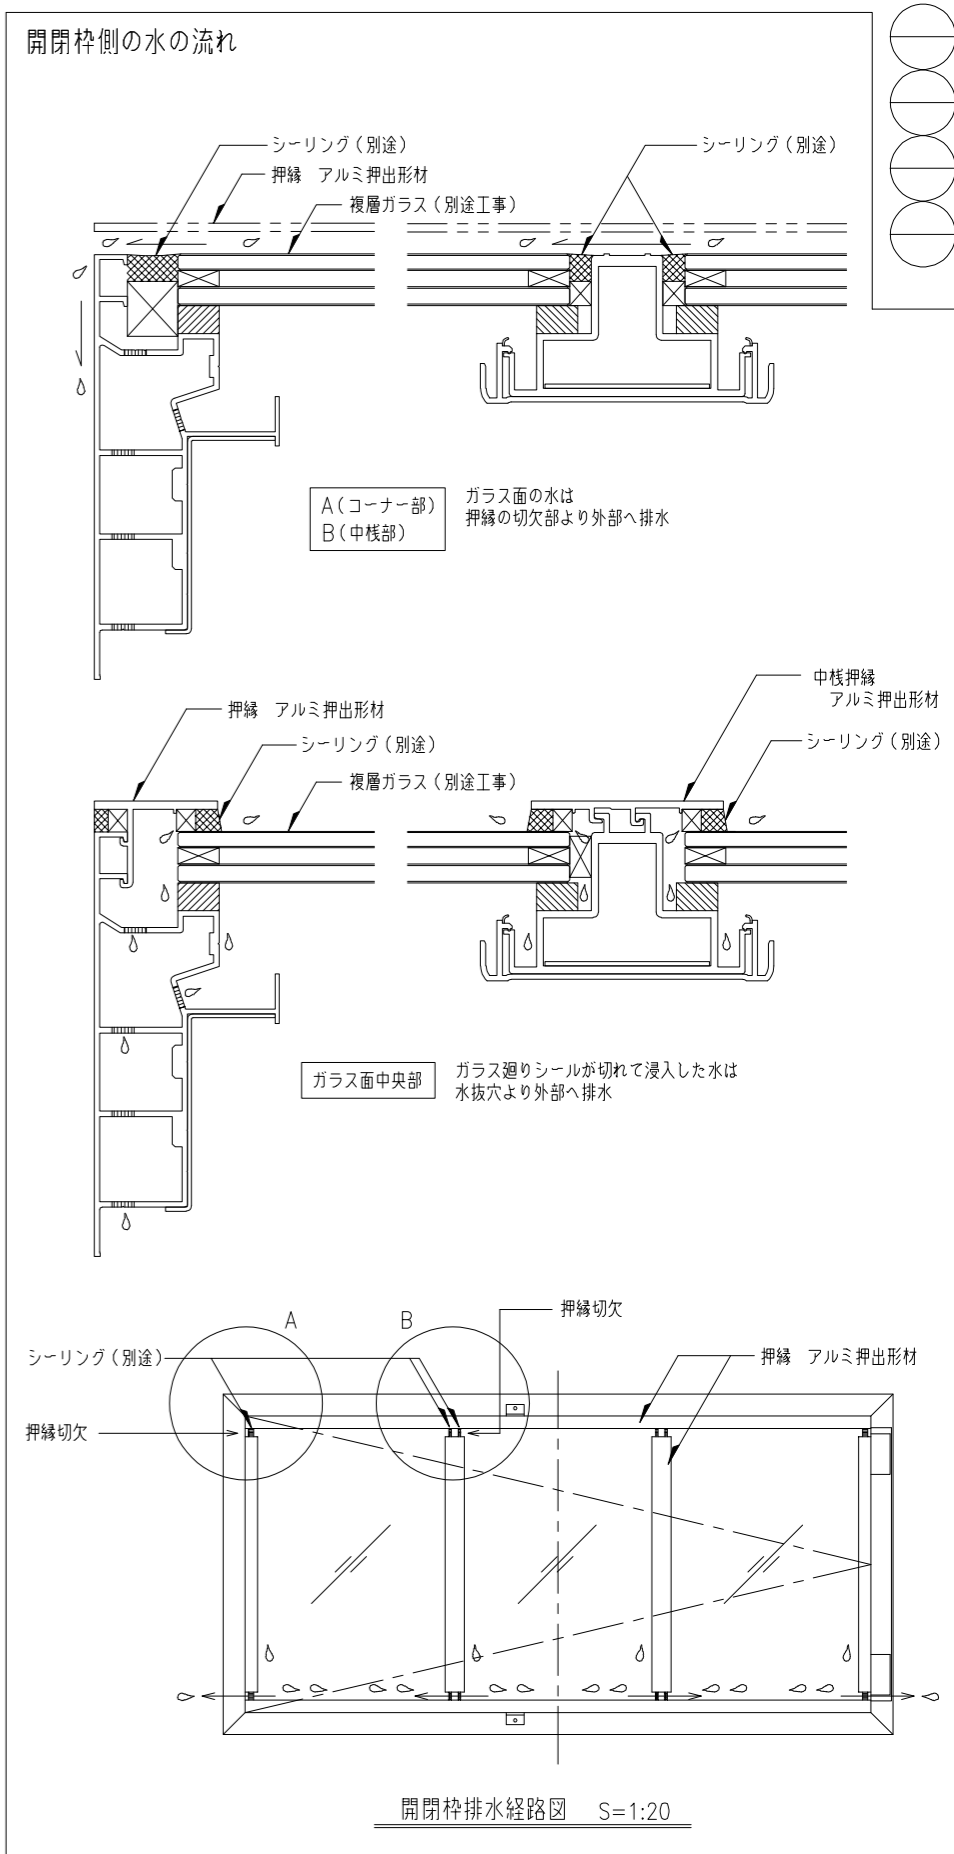 開閉枠側の水の流れ
シーリング(別途)
押縁 アルミ押出形材
複層ガラス(別途工事)
シーリング(別途)
A(コーナー部)
B(中桟部)
ガラス面の水は
押縁の切欠部より外部へ排水
押縁 アルミ押出形材
シーリング(別途)
複層ガラス(別途工事)
中桟押縁
アルミ押出形材
シーリング(別途)
ガラス面中央部
ガラス廻りシールが切れて浸入した水は
水抜穴より外部へ排水
A
B
押縁切欠
シーリング(別途)
押縁 アルミ押出形材
押縁切欠
開閉枠排水経路図 S=1:20